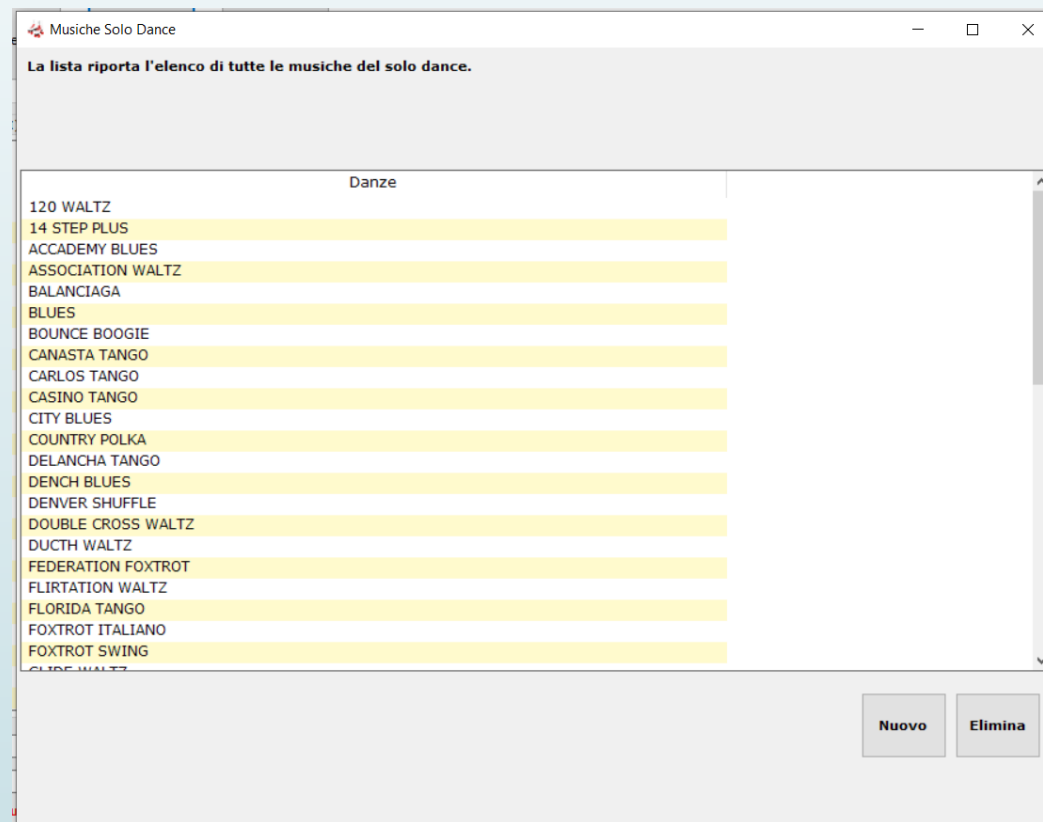 Musiche Solo Dance
La lista riporta l'elenco di tutte le musiche del solo dance.
Danze
120 WALTZ
14 STEP PLUS
ACCADEMY BLUES
ASSOCIATION WALTZ
BALANCIAGA
BLUES
BOUNCE BOOGIE
CANASTA TANGO
CARLOS TANGO
CASINO TANGO
CITY BLUES
COUNTRY POLKA
DELANCHA TANGO
DENCH BLUES
DENVER SHUFFLE
DOUBLE CROSS WALTZ
DUCTH WALTZ
FEDERATION FOXTROT
FLIRTATION WALTZ
FLORIDA TANGO
FOXTROT ITALIANO
FOXTROT SWING
GLIDE WALTZ
Nuovo
Elimina